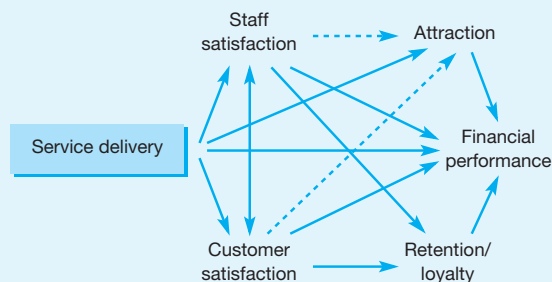 Staff
satisfaction
Attraction
Service delivery
Financial
performance
Customer
satisfaction
Retention/
loyalty